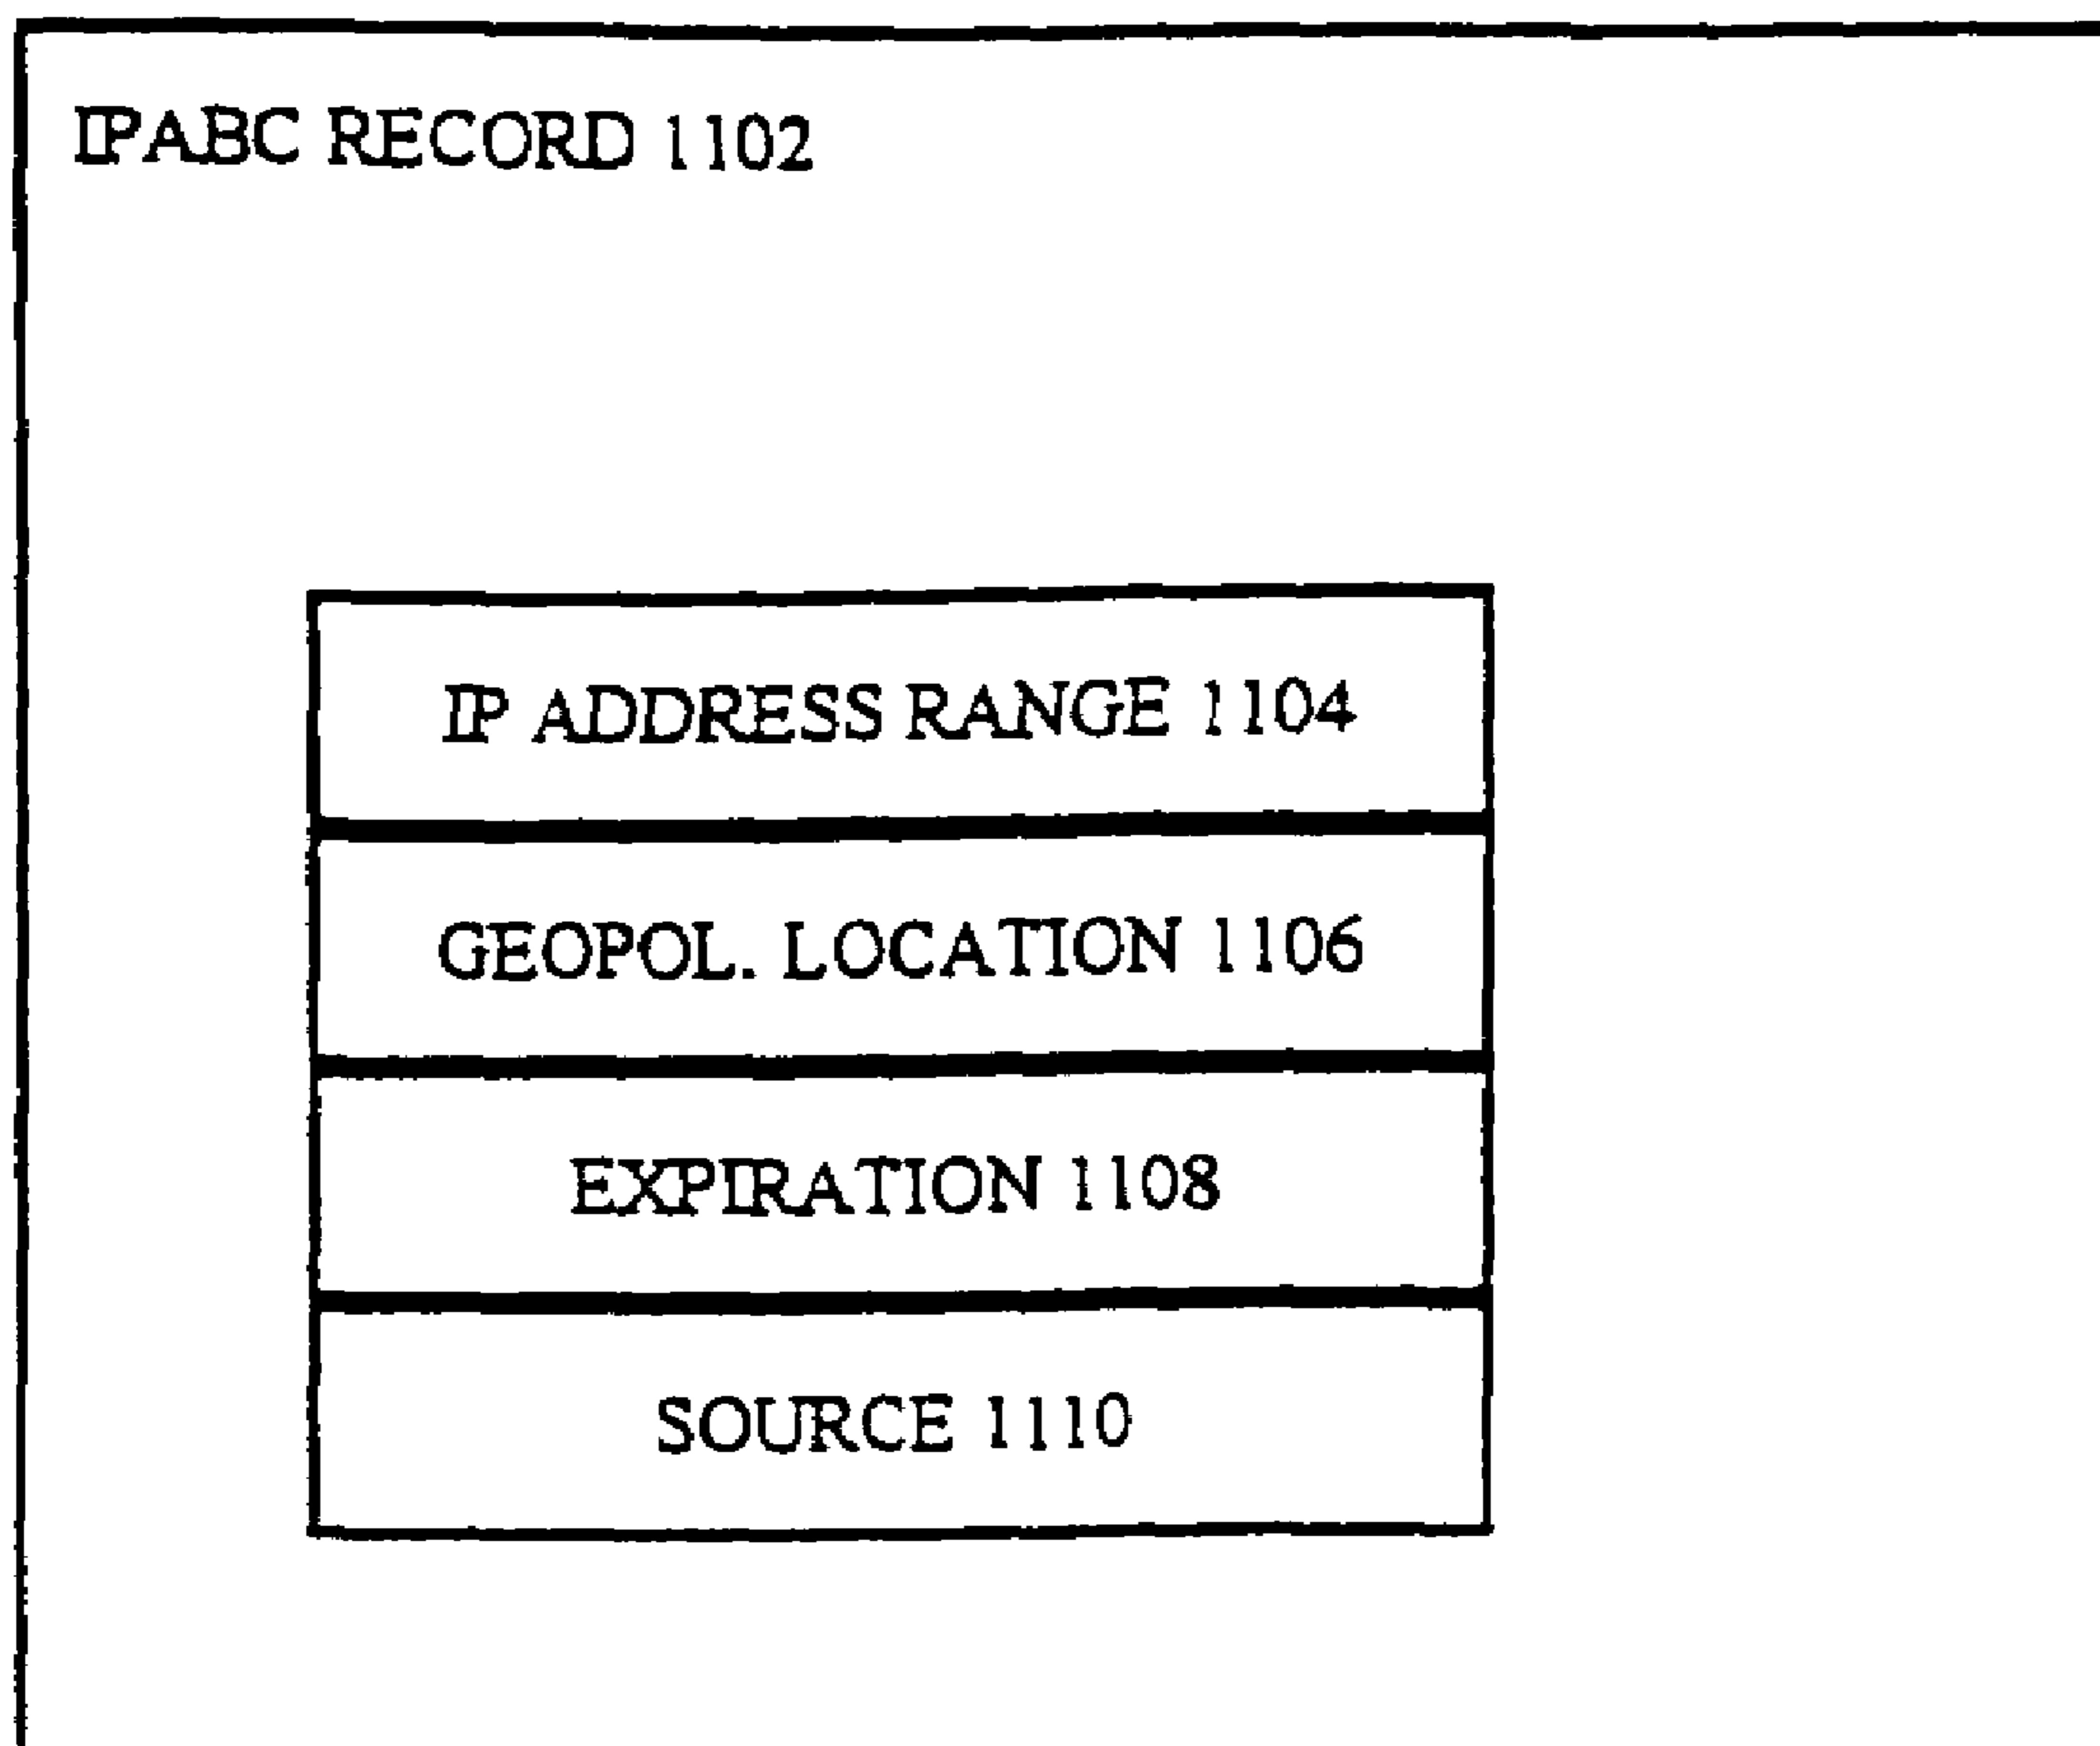 IPABC RECORD 1102
IP ADDRESS RANGE 1104
GEOPOL. LOCATION 1106
EXPIRATION 1108
SOURCE 1110